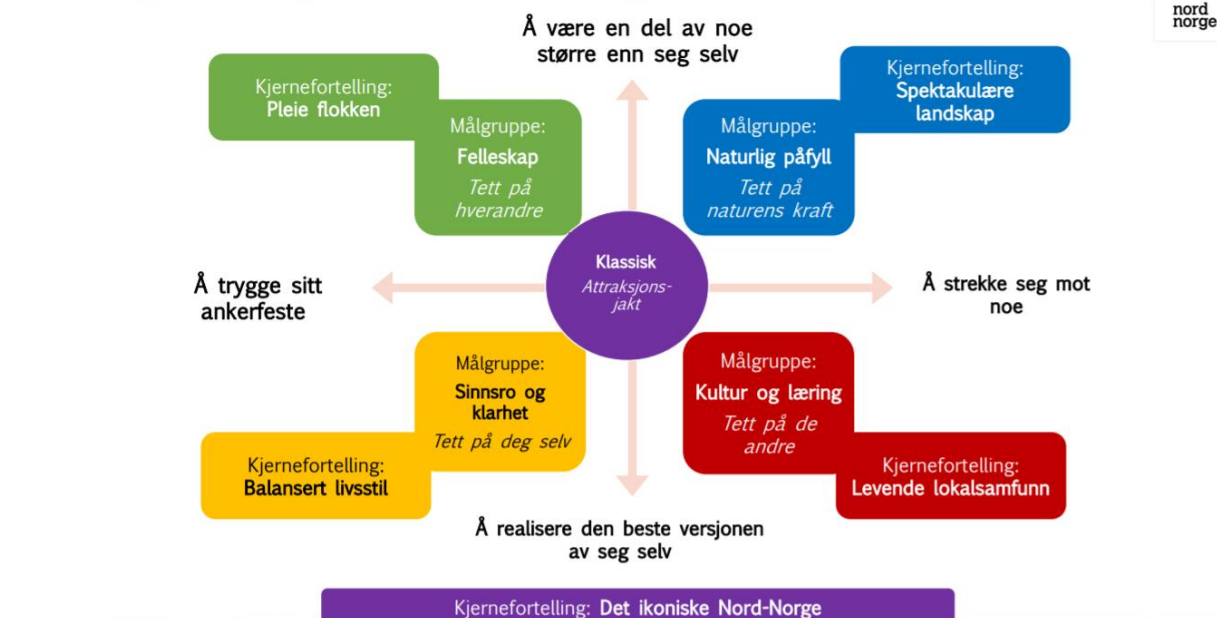 nord
norge
Å være en del av noe
større enn seg selv
Kjernefortelling:
Pleie flokken
Målgruppe:
Felleskap
Tett på
hverandre
Kjernefortelling:
Spektakulære
landskap
Målgruppe:
Naturlig påfyll
Tett på
naturens kraft
Klassisk
Attraksjons-
jakt
Å trygge sitt
ankerfeste
Å strekke seg mot
noe
Målgruppe:
Sinnsro og
klarhet
Tett på deg selv
Kjernefortelling:
Balansert livsstil
Målgruppe:
Kultur og læring
Tett på de
andre
Kjernefortelling:
Levende lokalsamfunn
Å realisere den beste versjonen
av seg selv
Kjernefortelling: Det ikoniske Nord-Norge